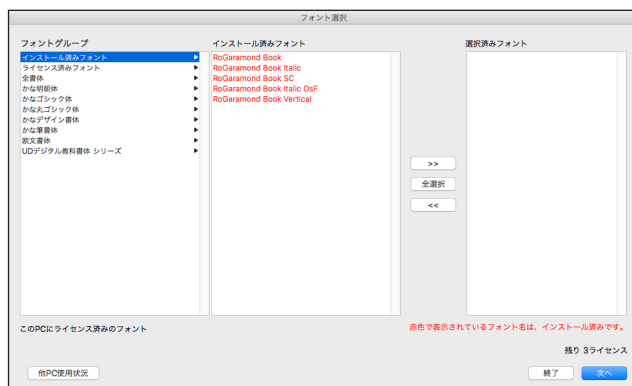 フォント選択
フォントグループ
インストール済みフォント
ライセンス済みフォント
全書体
かな明朝体
かなゴシック体
かな丸ゴシック体
かなデザイン書体
かな筆書体
欧文書体
UDデジタル教科書体 シリーズ
インストール済みフォント
RoGaramond Book
RoGaramond Book Italic
RoGaramond Book SC
RoGaramond Book Italic OsF
RoGaramond Book Vertical
>>
全選択
<<
選択済みフォント
このPCにライセンス済みのフォント
赤色で表示されているフォント名は、インストール済みです。
残り 3ライセンス
他PC使用状況
終了
次へ